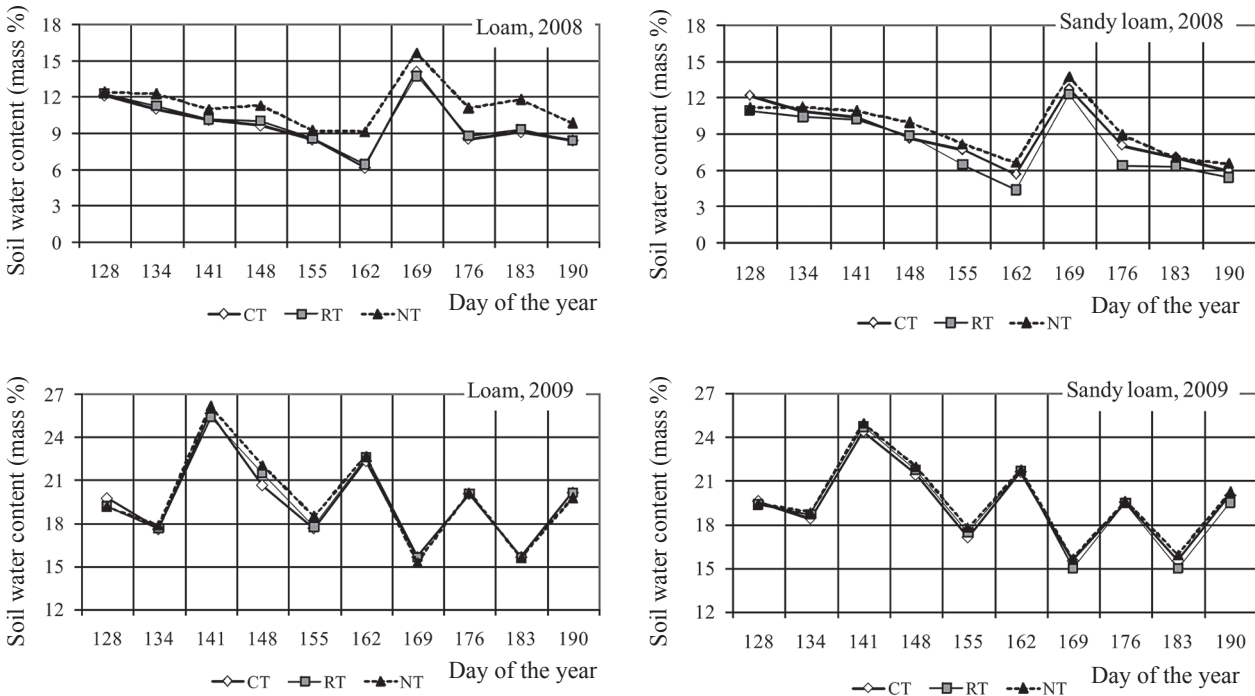 Loam, 2008
Soil water content (mass %)
18
15
12
9
6
3
0
128 134 141 148 155 162 169 176 183 190
Day of the year
CT RT NT
Sandy loam, 2008
Soil water content (mass %)
18
15
12
9
6
3
0
128 134 141 148 155 162 169 176 183 190
Day of the year
CT RT NT
Loam, 2009
Soil water content (mass %)
27
24
21
18
15
12
128 134 141 148 155 162 169 176 183 190
Day of the year
CT RT NT
Sandy loam, 2009
Soil water content (mass %)
27
24
21
18
15
12
128 134 141 148 155 162 169 176 183 190
Day of the year
CT RT NT